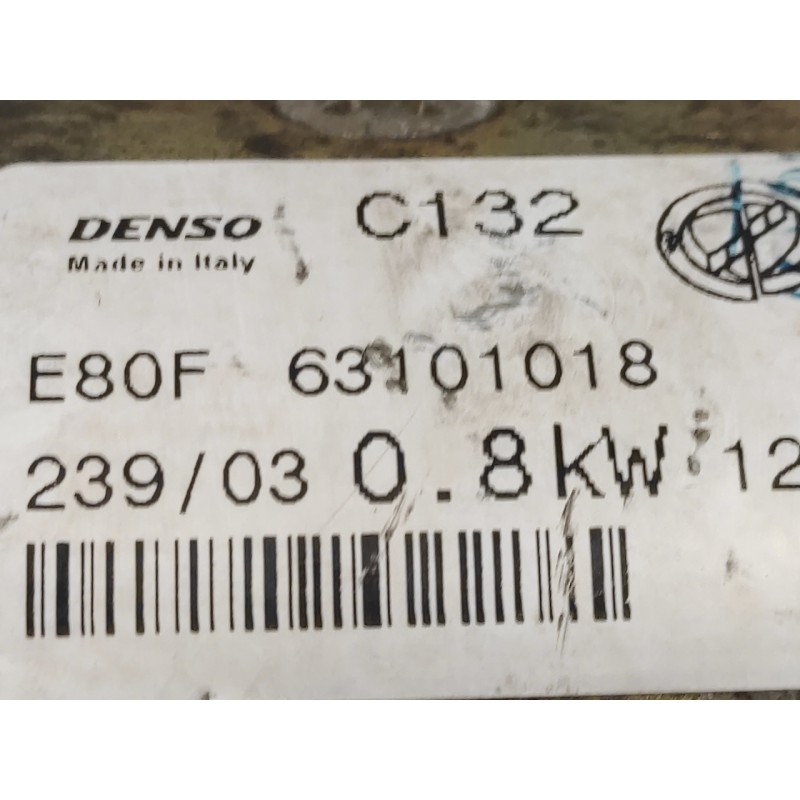 DENSO C132
Made in Italy
E80F 63101018
239/03 0.8kW 12